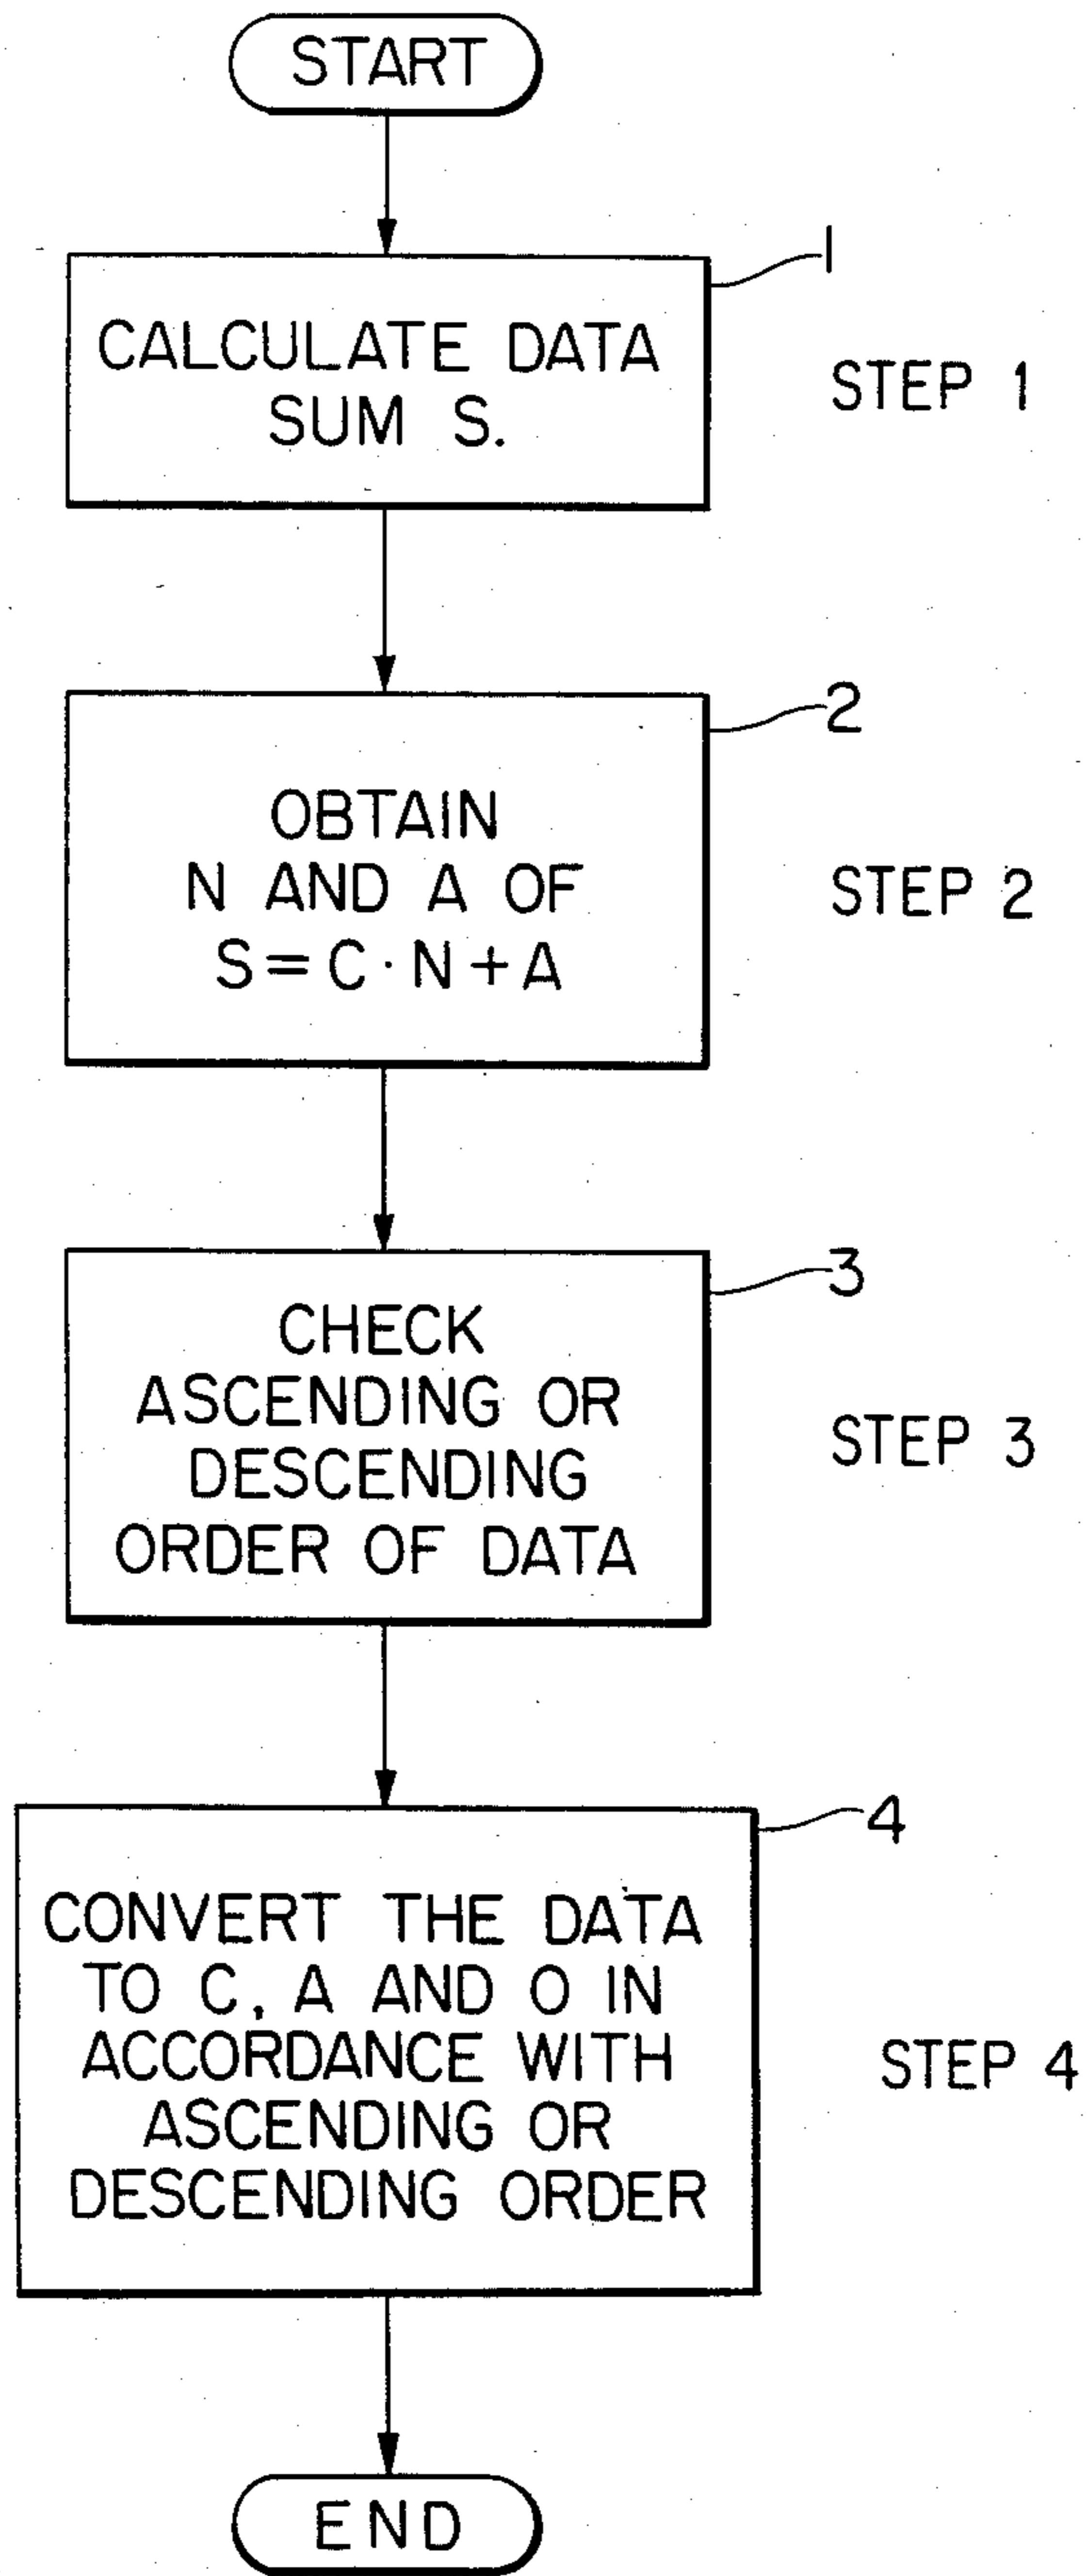 START
1
CALCULATE DATA
SUM S.
STEP 1
2
OBTAIN
N AND A OF
S=C·N+A
STEP 2
3
CHECK
ASCENDING OR
DESCENDING
ORDER OF DATA
STEP 3
4
CONVERT THE DATA
TO C, A AND O IN
ACCORDANCE WITH
ASCENDING OR
DESCENDING ORDER
STEP 4
END